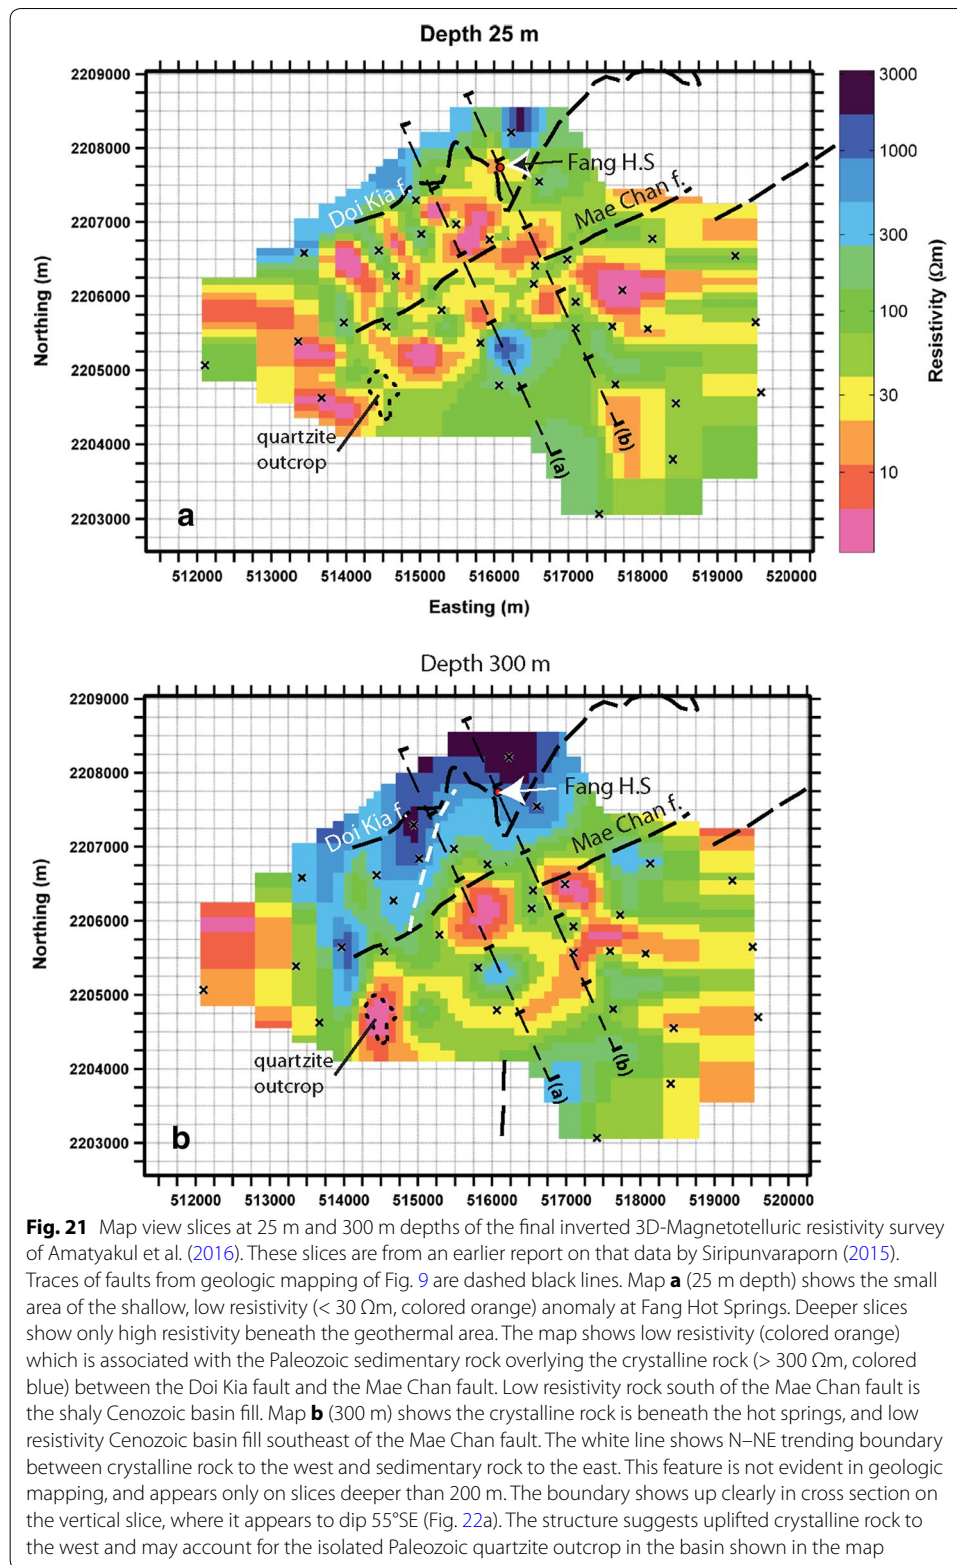 Depth 25 m
2209000
2208000
2207000
2206000
2205000
2204000
2203000
Northing (m)
Fang H.S
Doi Kia f.
Mae Chan f.
quartzite
outcrop
(a)
(b)
a
512000 513000 514000 515000 516000 517000 518000 519000 520000
Easting (m)
3000
1000
300
100
30
10
Resistivity (Ωm)
Depth 300 m
2209000
2208000
2207000
2206000
2205000
2204000
2203000
Northing (m)
Fang H.S
Doi Kia f.
Mae Chan f.
quartzite
outcrop
(a)
(b)
b
512000 513000 514000 515000 516000 517000 518000 519000 520000
Fig. 21 Map view slices at 25 m and 300 m depths of the final inverted 3D-Magnetotelluric resistivity survey
of Amatyakul et al. (2016). These slices are from an earlier report on that data by Siripunvaraporn (2015).
Traces of faults from geologic mapping of Fig. 9 are dashed black lines. Map a (25 m depth) shows the small
area of the shallow, low resistivity (< 30 Ωm, colored orange) anomaly at Fang Hot Springs. Deeper slices
show only high resistivity beneath the geothermal area. The map shows low resistivity (colored orange)
which is associated with the Paleozoic sedimentary rock overlying the crystalline rock (> 300 Ωm, colored
blue) between the Doi Kia fault and the Mae Chan fault. Low resistivity rock south of the Mae Chan fault is
the shaly Cenozoic basin fill. Map b (300 m) shows the crystalline rock is beneath the hot springs, and low
resistivity Cenozoic basin fill southeast of the Mae Chan fault. The white line shows N–NE trending boundary
between crystalline rock to the west and sedimentary rock to the east. This feature is not evident in geologic
mapping, and appears only on slices deeper than 200 m. The boundary shows up clearly in cross section on
the vertical slice, where it appears to dip 55°SE (Fig. 22a). The structure suggests uplifted crystalline rock to
the west and may account for the isolated Paleozoic quartzite outcrop in the basin shown in the map